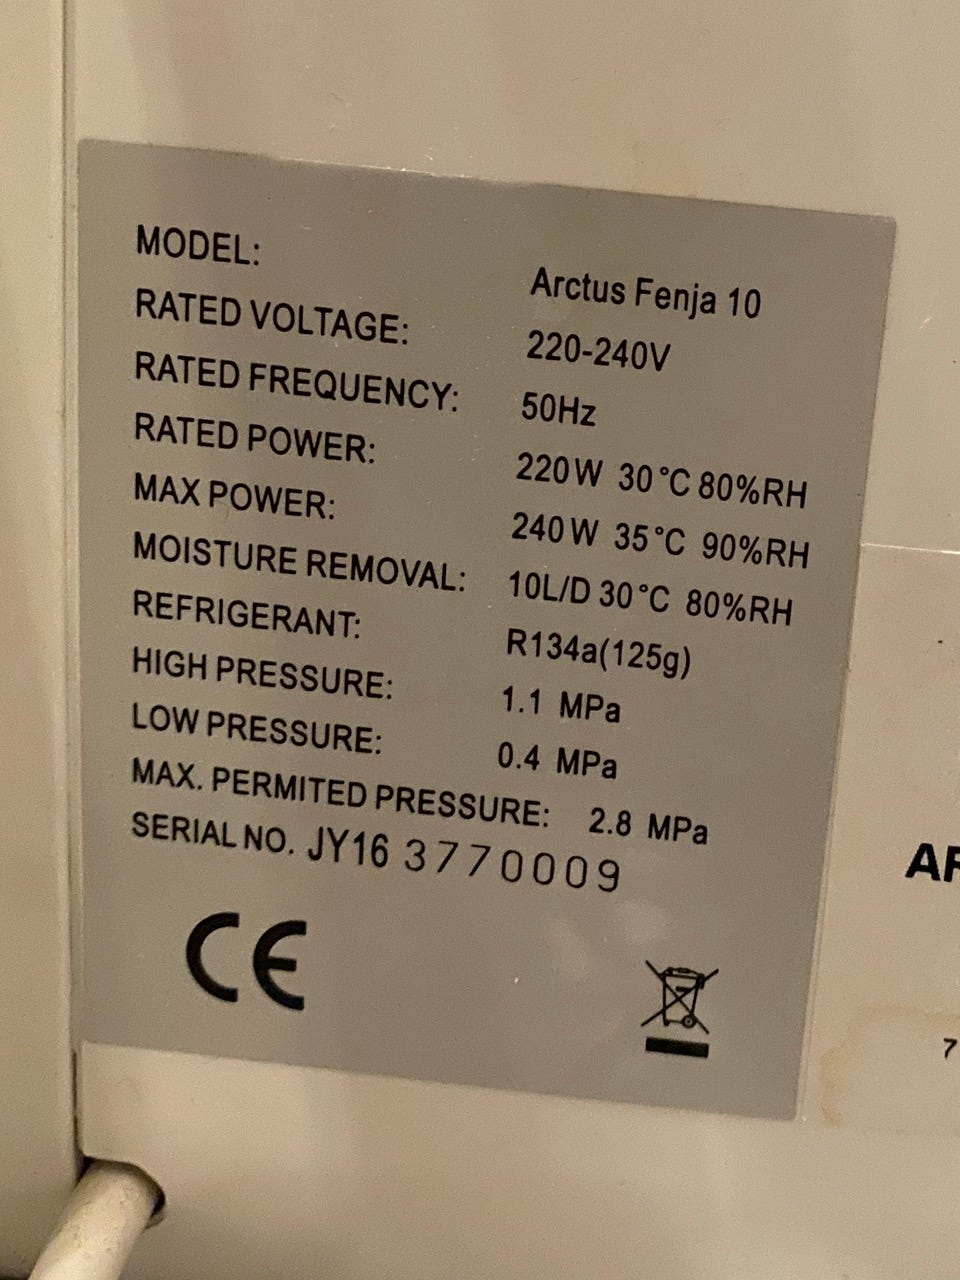 MODEL: Arctus Fenja 10
RATED VOLTAGE: 220-240V
RATED FREQUENCY: 50Hz
RATED POWER: 220W 30°C 80%RH
MAX POWER: 240W 35°C 90%RH
MOISTURE REMOVAL: 10L/D 30°C 80%RH
REFRIGERANT: R134a(125g)
HIGH PRESSURE: 1.1 MPa
LOW PRESSURE: 0.4 MPa
MAX. PERMITED PRESSURE: 2.8 MPa
SERIAL NO. JY16 3770009
CE
7